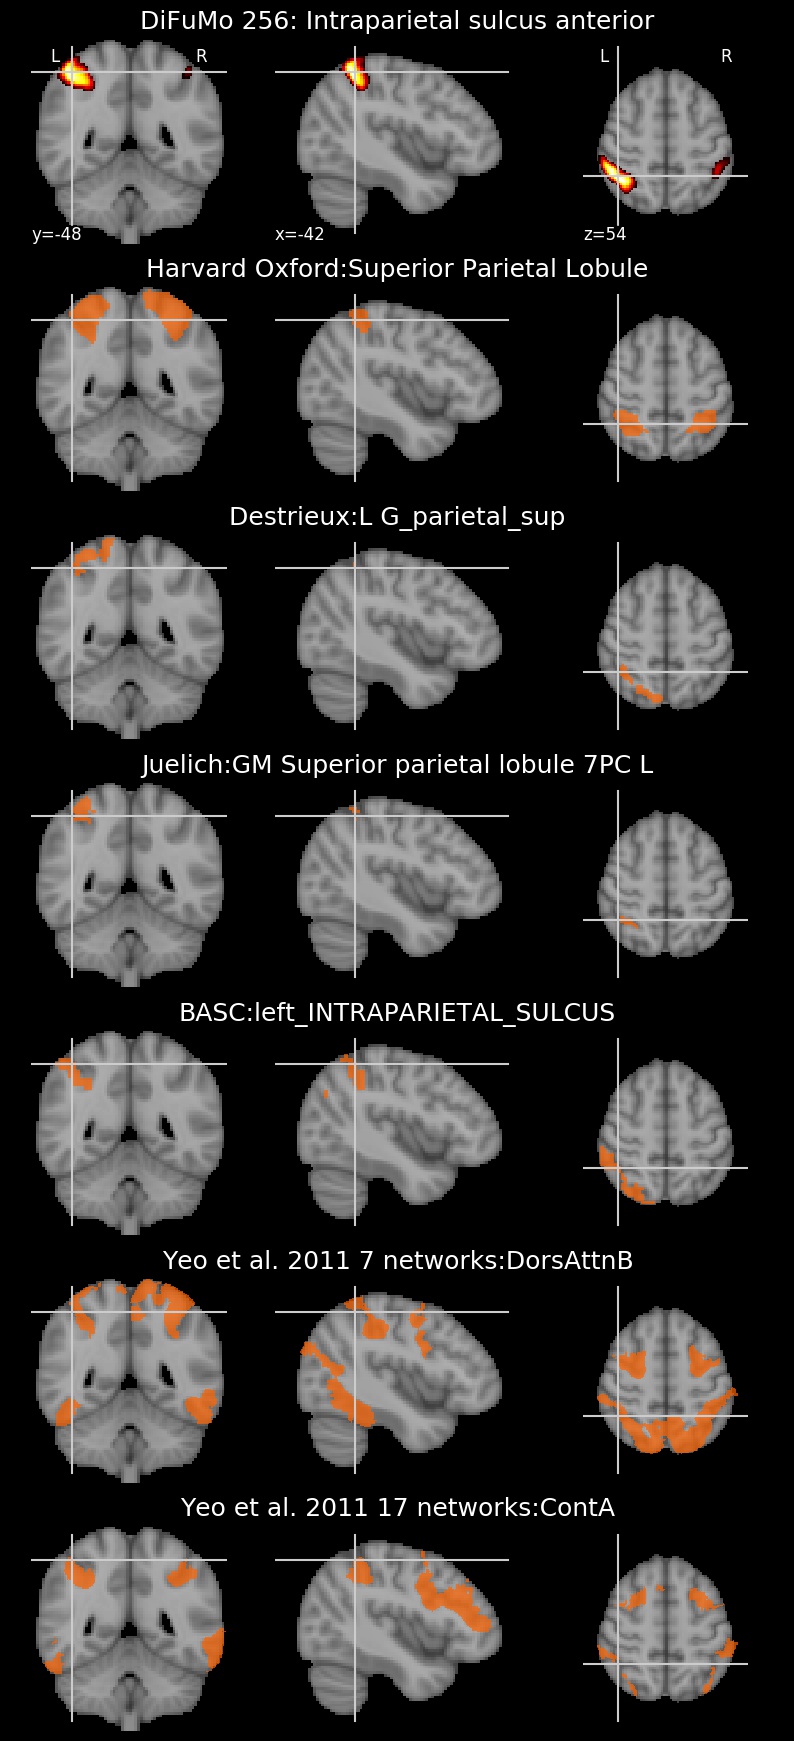 DiFuMo 256: Intraparietal sulcus anterior
L R L R
y=-48 x=-42 z=54
Harvard Oxford:Superior Parietal Lobule
Destrieux:L G_parietal_sup
Juelich:GM Superior parietal lobule 7PC L
BASC:left_INTRAPARIETAL_SULCUS
Yeo et al. 2011 7 networks:DorsAttnB
Yeo et al. 2011 17 networks:ContA